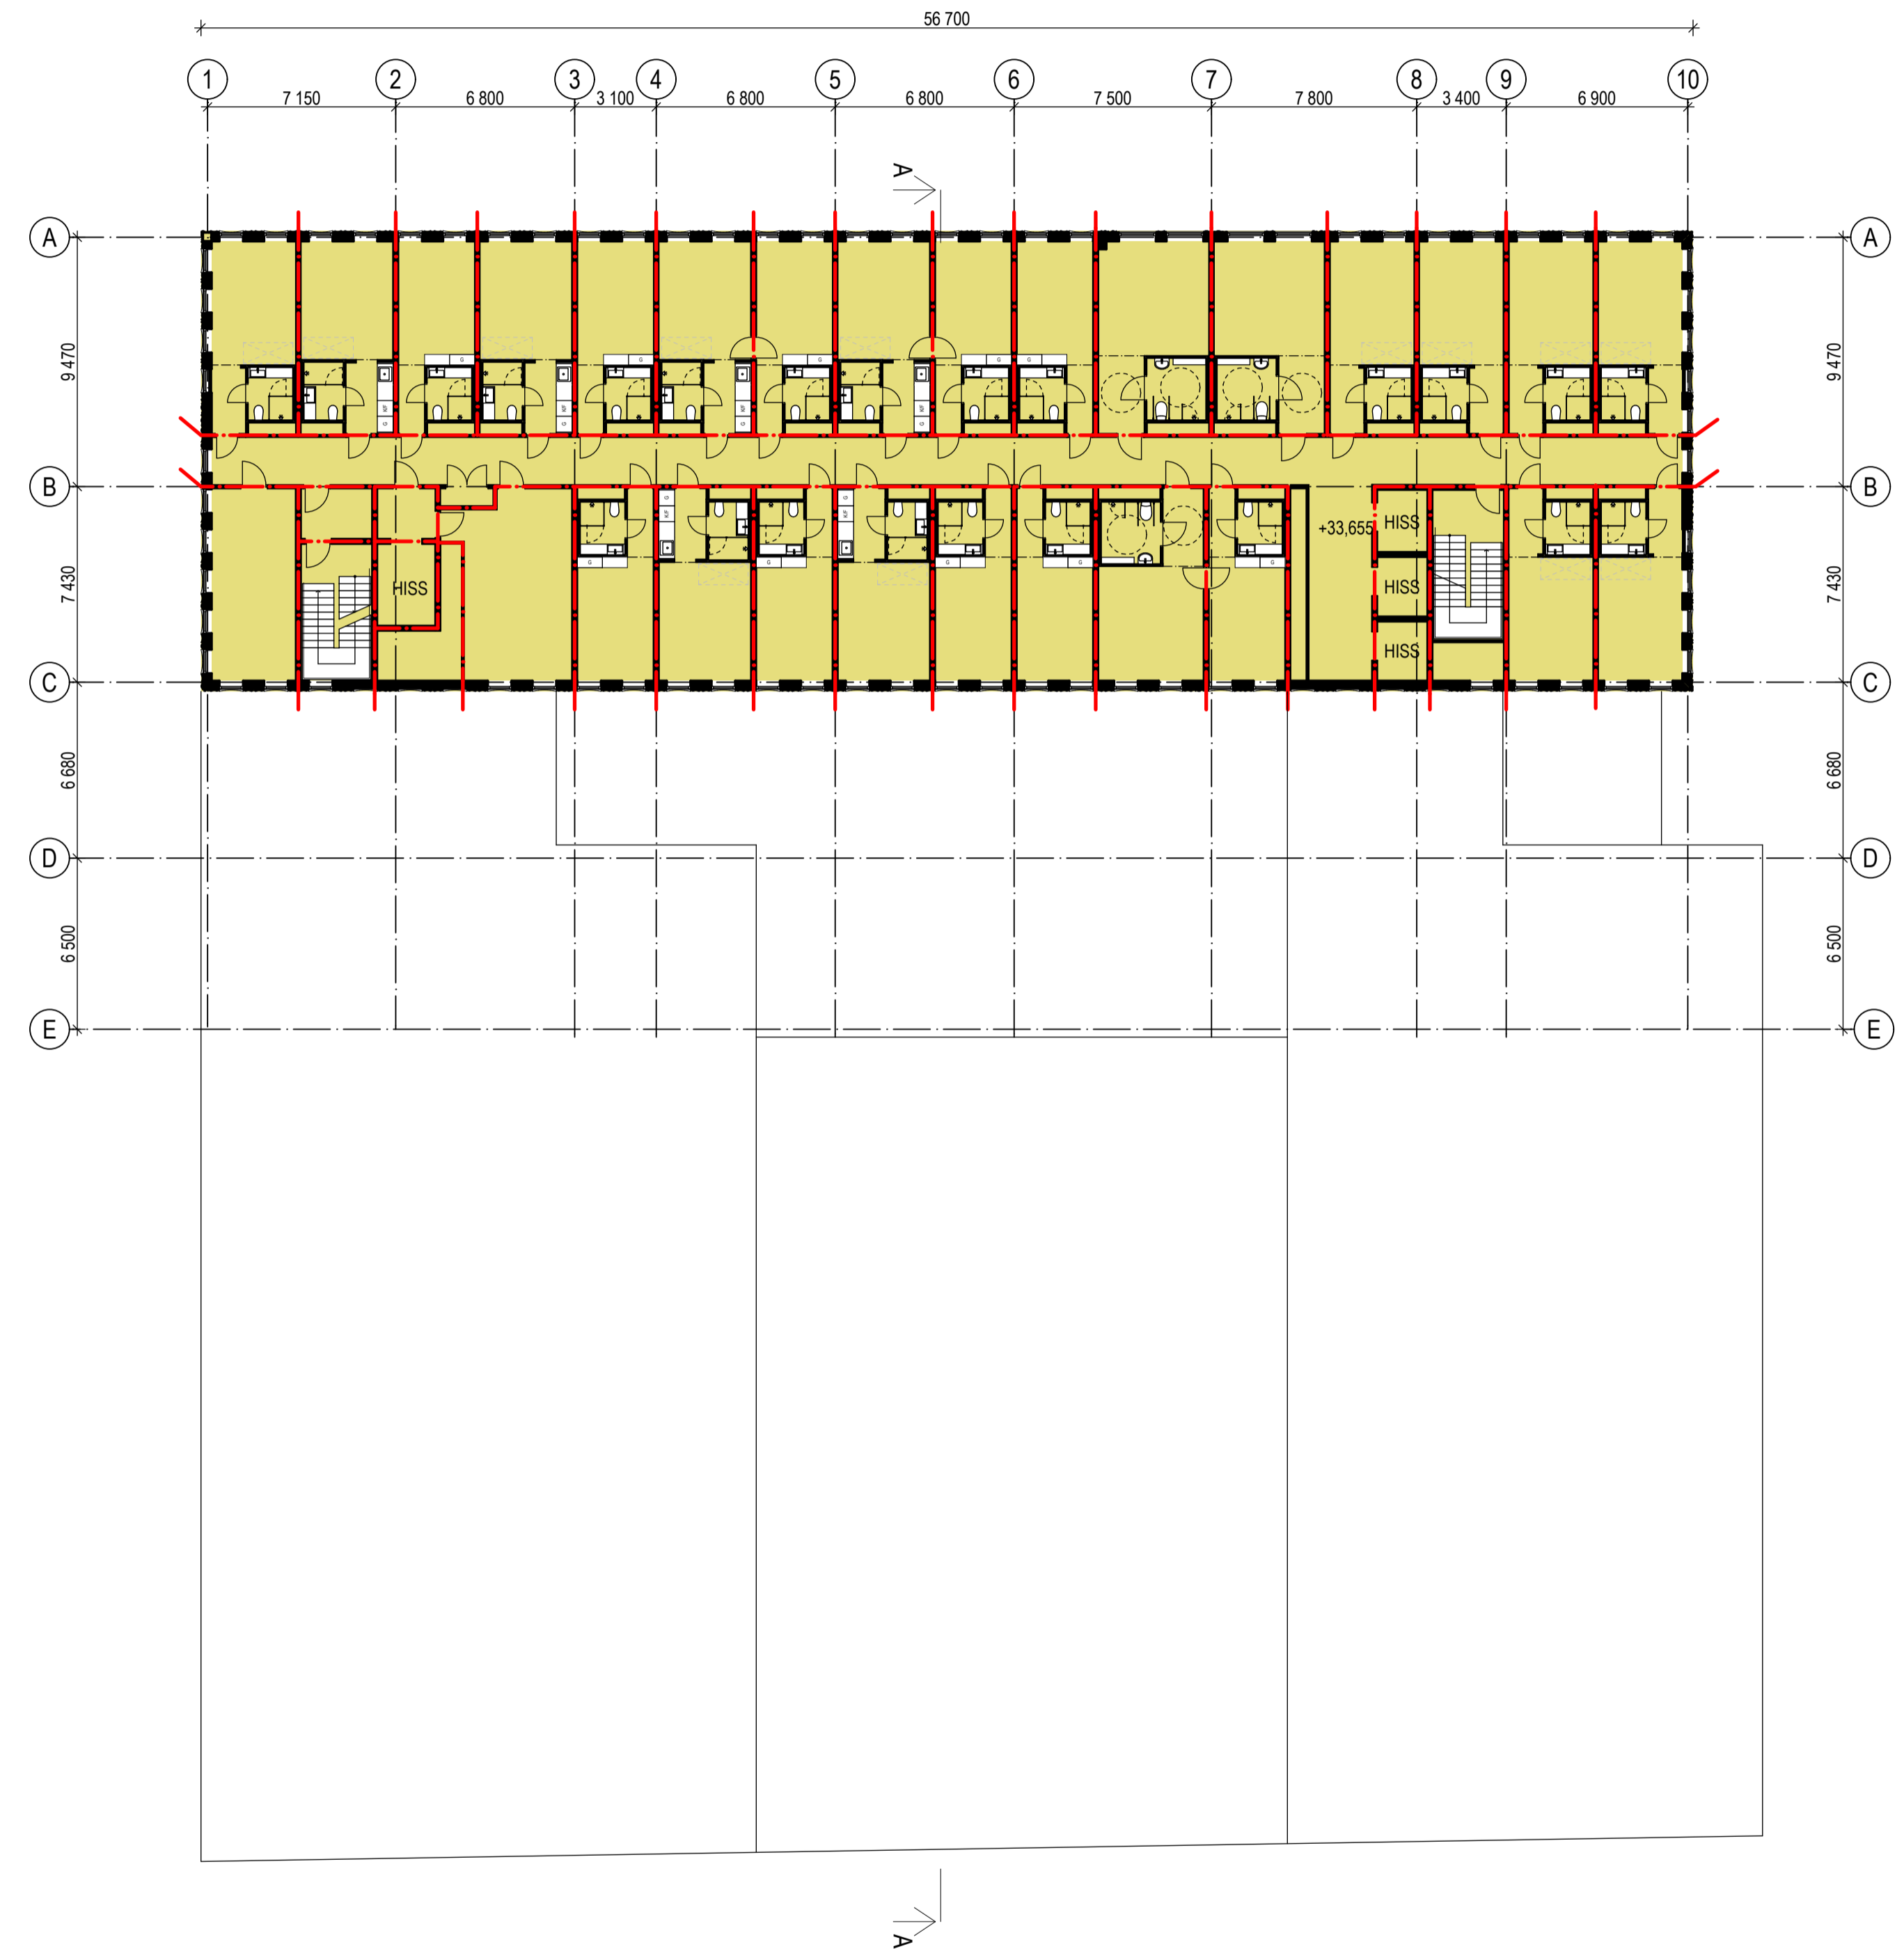 56 700
1 2 3 4 5 6 7 8 9 10
7 150 6 800 3 100 6 800 6 800 7 500 7 800 3 400 6 900
A
A A
9 470 9 470
G G G G G G
K/F K/F K/F K/F
G G G G
B B
G G
K/F K/F
+33,655 HISS
G G G G G G
7 430 HISS HISS 7 430
HISS
C C
6 680 6 680
D D
6 500 6 500
E E
A